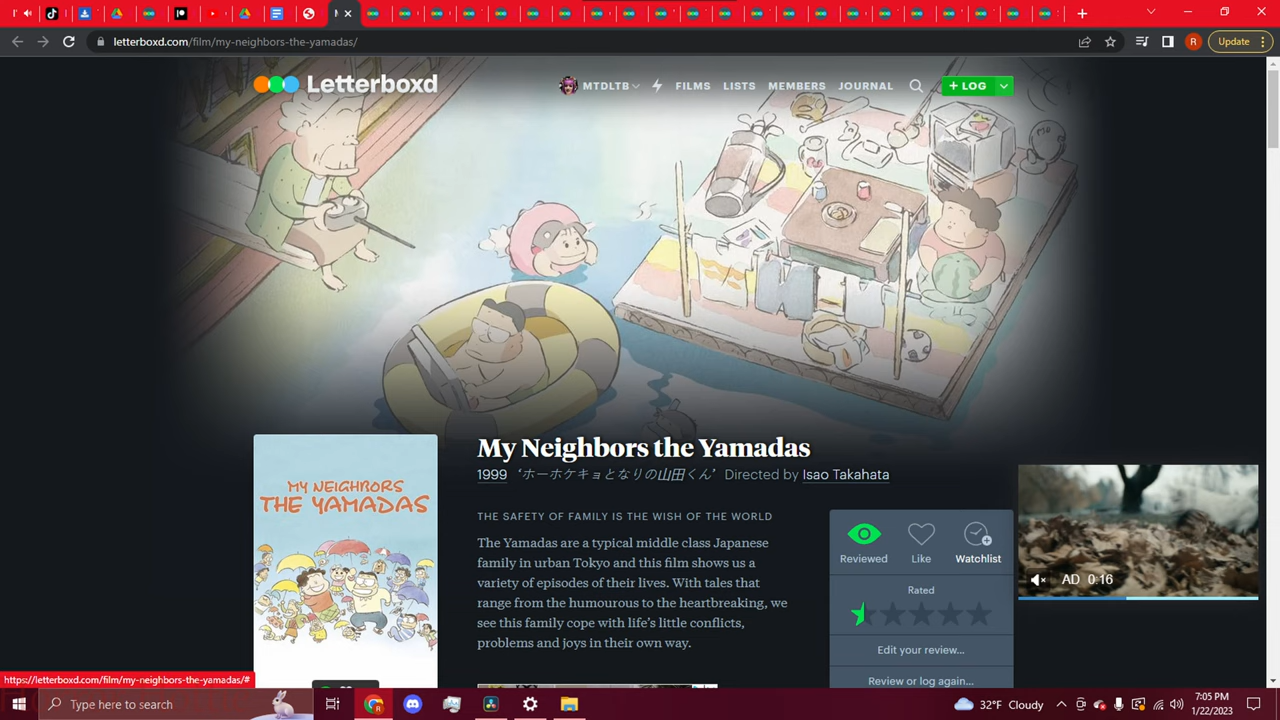 letterboxd.com/film/my-neighbors-the-yamadas/
Update
Letterboxd
MTDLTB
FILMS
LISTS
MEMBERS
JOURNAL
+ LOG
My Neighbors the Yamadas
1999 ‘ホーホケキョとなりの山田くん’ Directed by Isao Takahata
MY NEIGHBORS
THE YAMADAS
THE SAFETY OF FAMILY IS THE WISH OF THE WORLD
The Yamadas are a typical middle class Japanese
family in urban Tokyo and this film shows us a
variety of episodes of their lives. With tales that
range from the humourous to the heartbreaking, we
see this family cope with life’s little conflicts,
problems and joys in their own way.
Reviewed
Like
Watchlist
Rated
Edit your review...
Review or log again...
AD 0:16
https://letterboxd.com/film/my-neighbors-the-yamadas/#
Type here to search
32°F Cloudy
7:05 PM
1/22/2023